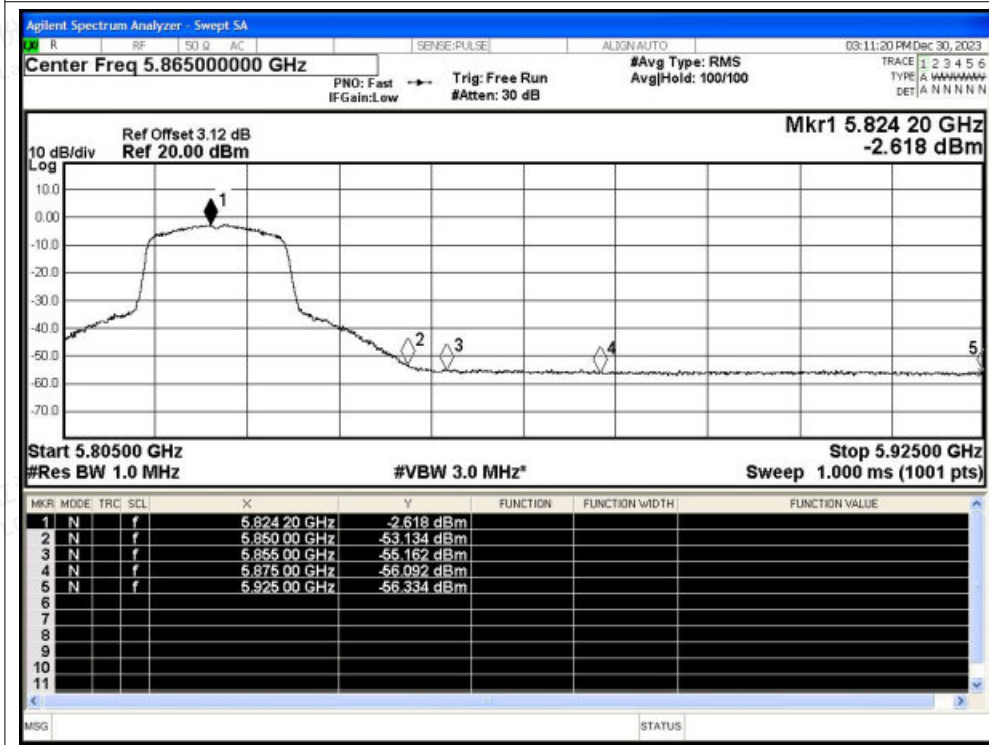 Agilent Spectrum Analyzer - Swept SA
R RF 50 Ω AC SENSE:PULSE ALIGN AUTO 03:11:20 PM Dec 30, 2023
Center Freq 5.865000000 GHz
#Avg Type: RMS
TRACE 1 2 3 4 5 6
PNO: Fast Trig: Free Run
Avg|Hold: 100/100
TYPE A WWWWW
IFGain:Low #Atten: 30 dB
DET A N N N N N
Mkr1 5.824 20 GHz
-2.618 dBm
Ref Offset 3.12 dB
10 dB/div Ref 20.00 dBm
Log
10.0
0.00
-10.0
-20.0
-30.0
-40.0
-50.0
-60.0
-70.0
1
2
3
4
5
Start 5.80500 GHz Stop 5.92500 GHz
#Res BW 1.0 MHz #VBW 3.0 MHz* Sweep 1.000 ms (1001 pts)
MKR MODE TRC SCL X Y FUNCTION FUNCTION WIDTH FUNCTION VALUE
1 N f 5.824 20 GHz -2.618 dBm
2 N f 5.850 00 GHz -53.134 dBm
3 N f 5.855 00 GHz -55.162 dBm
4 N f 5.875 00 GHz -56.092 dBm
5 N f 5.925 00 GHz -56.334 dBm
6
7
8
9
10
11
MSG STATUS